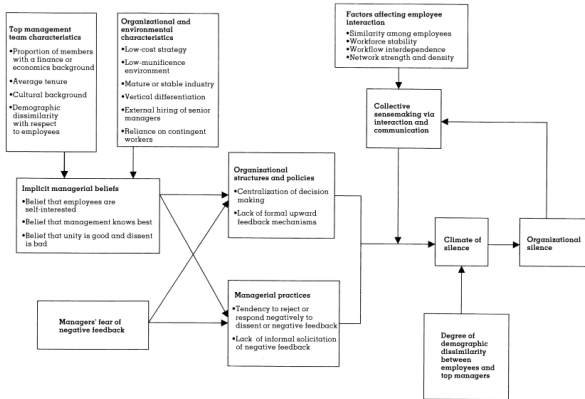 Top management
team characteristics
•Proportion of members
with a finance or
economics background
•Average tenure
•Cultural background
•Demographic
dissimilarity
with respect
to employees
Organizational and
environmental
characteristics
•Low-cost strategy
•Low-munificence
environment
•Mature or stable industry
•Vertical differentiation
•External hiring of senior
managers
•Reliance on contingent
workers
Factors affecting employee
interaction
•Similarity among employees
•Workforce stability
•Workflow interdependence
•Network strength and density
Collective
sensemaking via
interaction and
communication
Implicit managerial beliefs
•Belief that employees are
self-interested
•Belief that management knows best
•Belief that unity is good and dissent
is bad
Organizational
structures and policies
•Centralization of decision
making
•Lack of formal upward
feedback mechanisms
Climate of
silence
Organizational
silence
Managers' fear of
negative feedback
Managerial practices
•Tendency to reject or
respond negatively to
dissent or negative feedback
•Lack of informal solicitation
of negative feedback
Degree of
demographic
dissimilarity
between
employees and
top managers